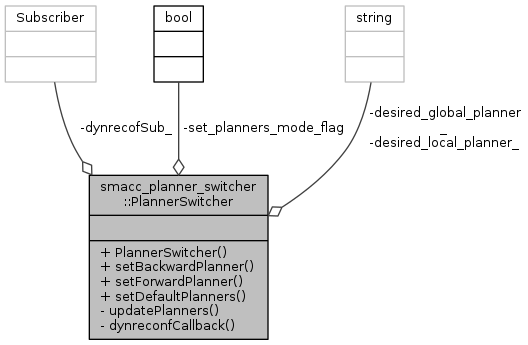 Subscriber
bool
string
-dynrecofSub_
-set_planners_mode_flag
-desired_global_planner
_
-desired_local_planner_
smacc_planner_switcher
::PlannerSwitcher
+ PlannerSwitcher()
+ setBackwardPlanner()
+ setForwardPlanner()
+ setDefaultPlanners()
- updatePlanners()
- dynreconfCallback()